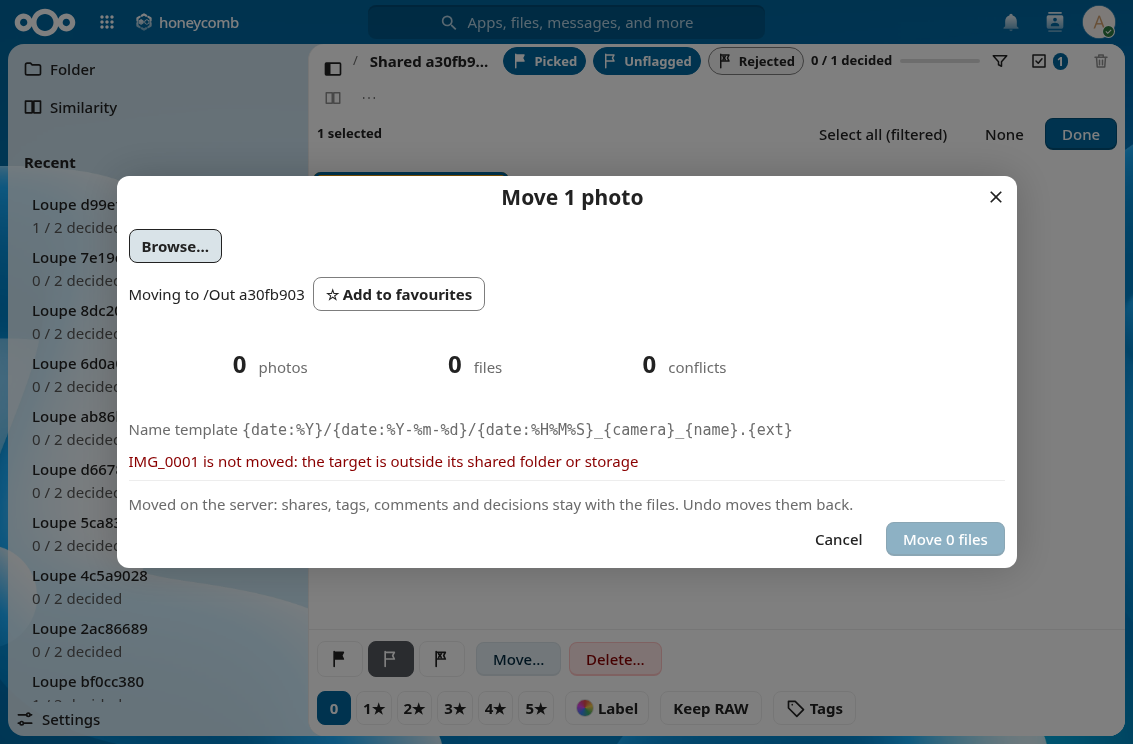 honeycomb
Apps, files, messages, and more
A
Folder
Similarity
Recent
Loupe
1 / 2 decided
Loupe
0 / 2 decided
Loupe
0 / 2 decided
Loupe
0 / 2 decided
Loupe
0 / 2 decided
Loupe
0 / 2 decided
Loupe
0 / 2 decided
Loupe 4c5a9028
0 / 2 decided
Loupe 2ac86689
0 / 2 decided
Loupe bf0cc380
Settings
/ Shared a30fb9...
Picked
Unflagged
Rejected
0 / 1 decided
1
...
1 selected
Select all (filtered)
None
Done
Move 1 photo
Browse...
Moving to /Out a30fb903
☆ Add to favourites
0 photos
0 files
0 conflicts
Name template {date:%Y}/{date:%Y-%m-%d}/{date:%H%M%S}_{camera}_{name}.{ext}
IMG_0001 is not moved: the target is outside its shared folder or storage
Moved on the server: shares, tags, comments and decisions stay with the files. Undo moves them back.
Cancel
Move 0 files
Move...
Delete...
0
1★
2★
3★
4★
5★
Label
Keep RAW
Tags